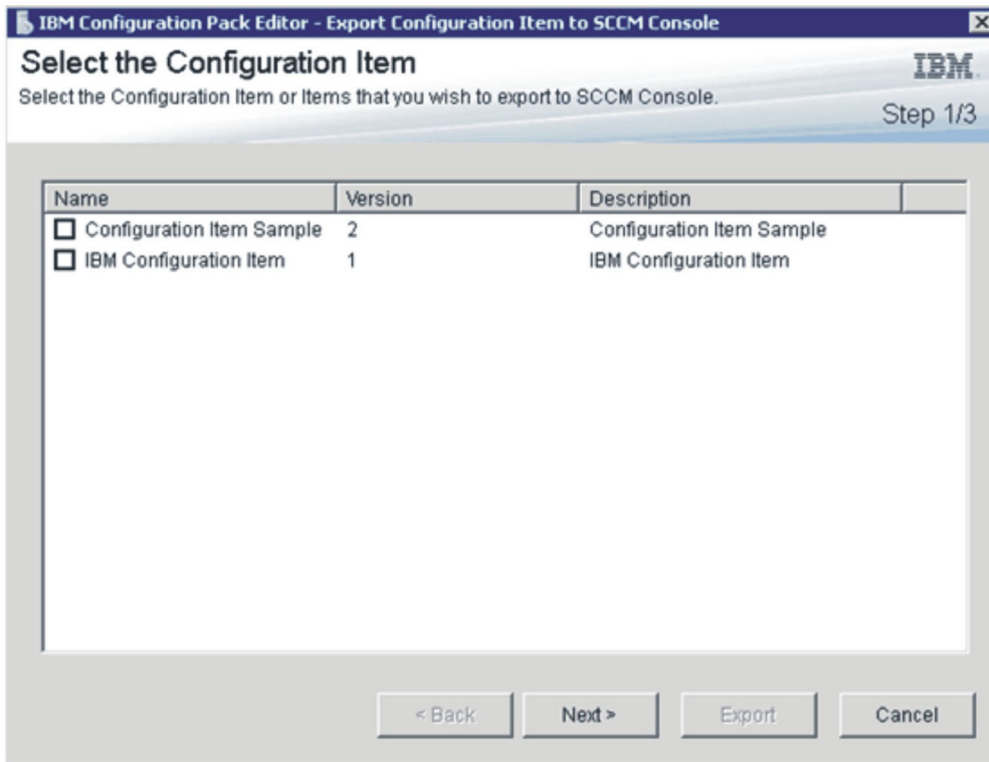 IBM Configuration Pack Editor - Export Configuration Item to SCCM Console
Select the Configuration Item
IBM
Select the Configuration Item or Items that you wish to export to SCCM Console.
Step 1/3
Name Version Description
Configuration Item Sample 2 Configuration Item Sample
IBM Configuration Item 1 IBM Configuration Item
< Back Next > Export Cancel